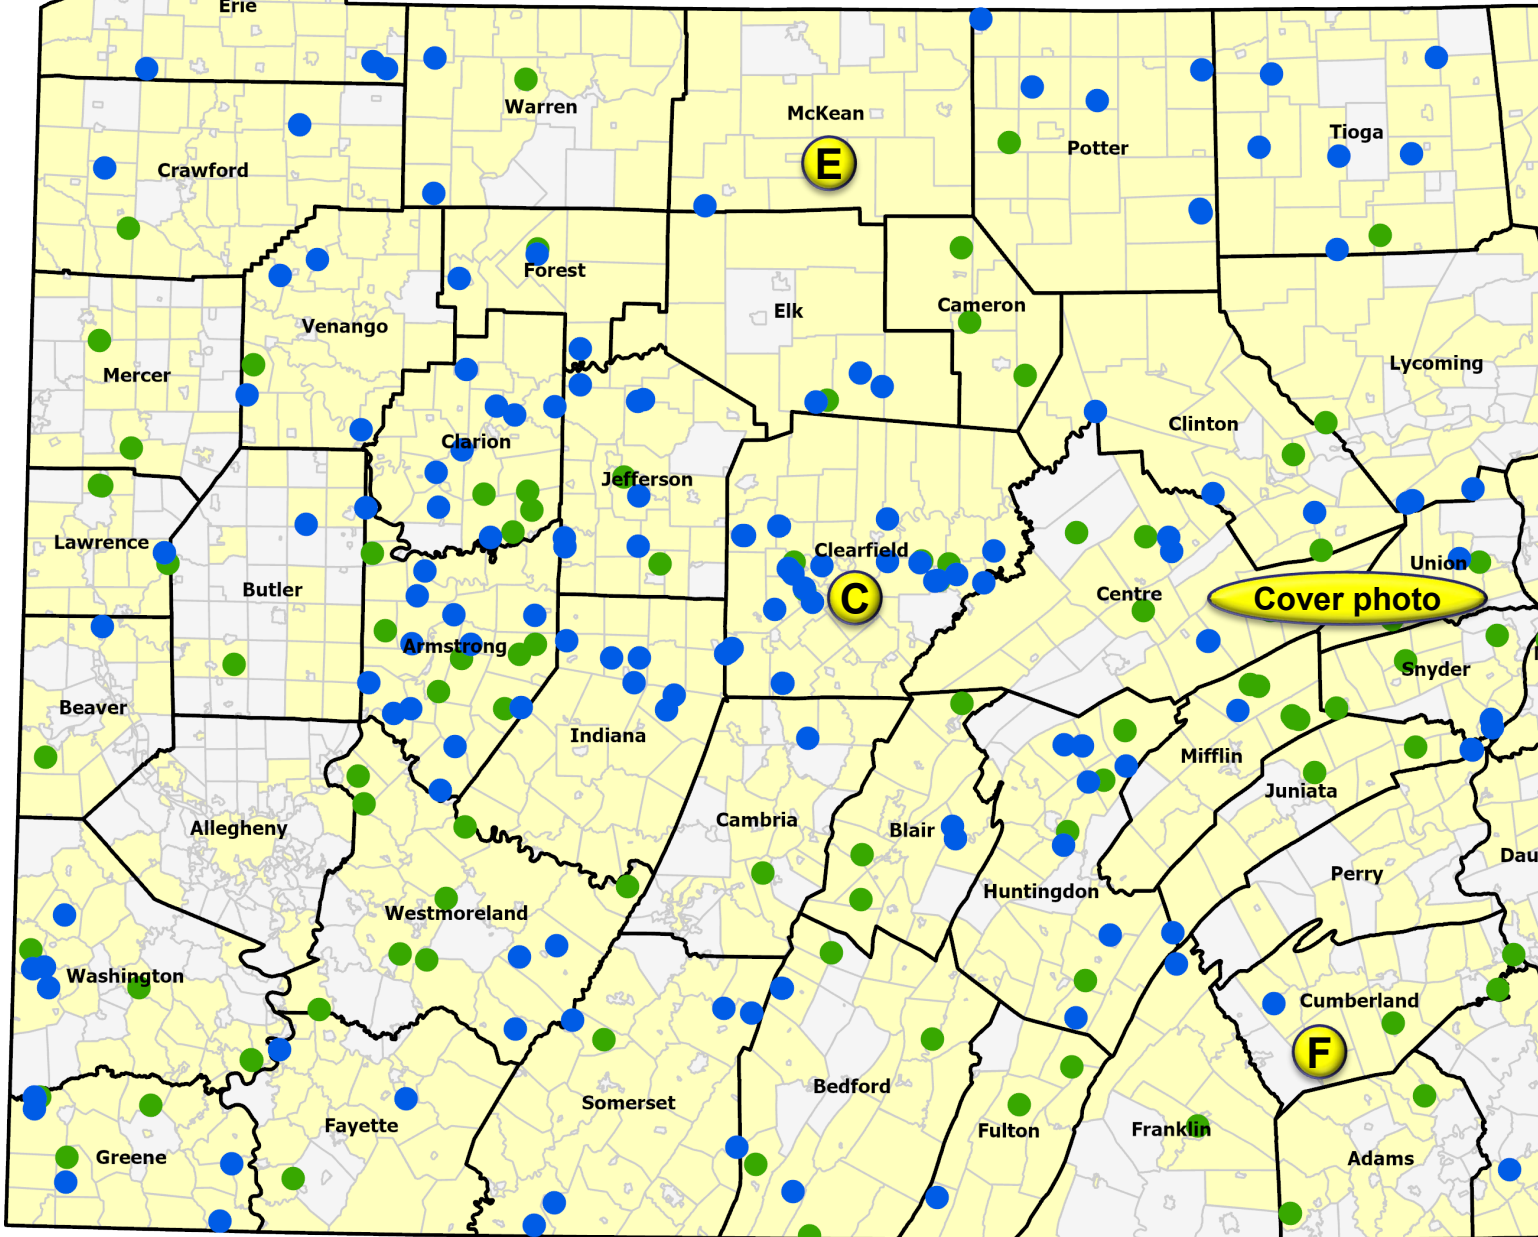 Erie
Warren
McKean
E
Potter
Tioga
Crawford
Forest
Venango
Elk
Cameron
Lycoming
Mercer
Clarion
Clinton
Jefferson
Lawrence
Clearfield
Union
Butler
C
Centre
Cover photo
Armstrong
Snyder
Beaver
Indiana
Mifflin
Juniata
Allegheny
Cambria
Blair
Huntingdon
Perry
Dau
Westmoreland
Washington
Cumberland
F
Bedford
Somerset
Fayette
Fulton
Franklin
Greene
Adams